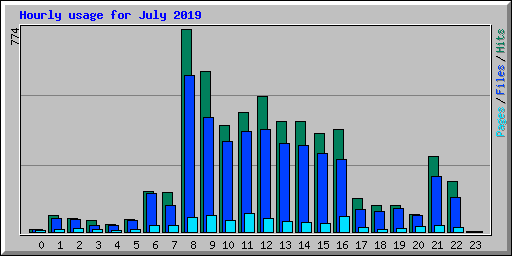 Hourly usage for July 2019
774
Pages/Files/Hits
0 1 2 3 4 5 6 7 8 9 10 11 12 13 14 15 16 17 18 19 20 21 22 23